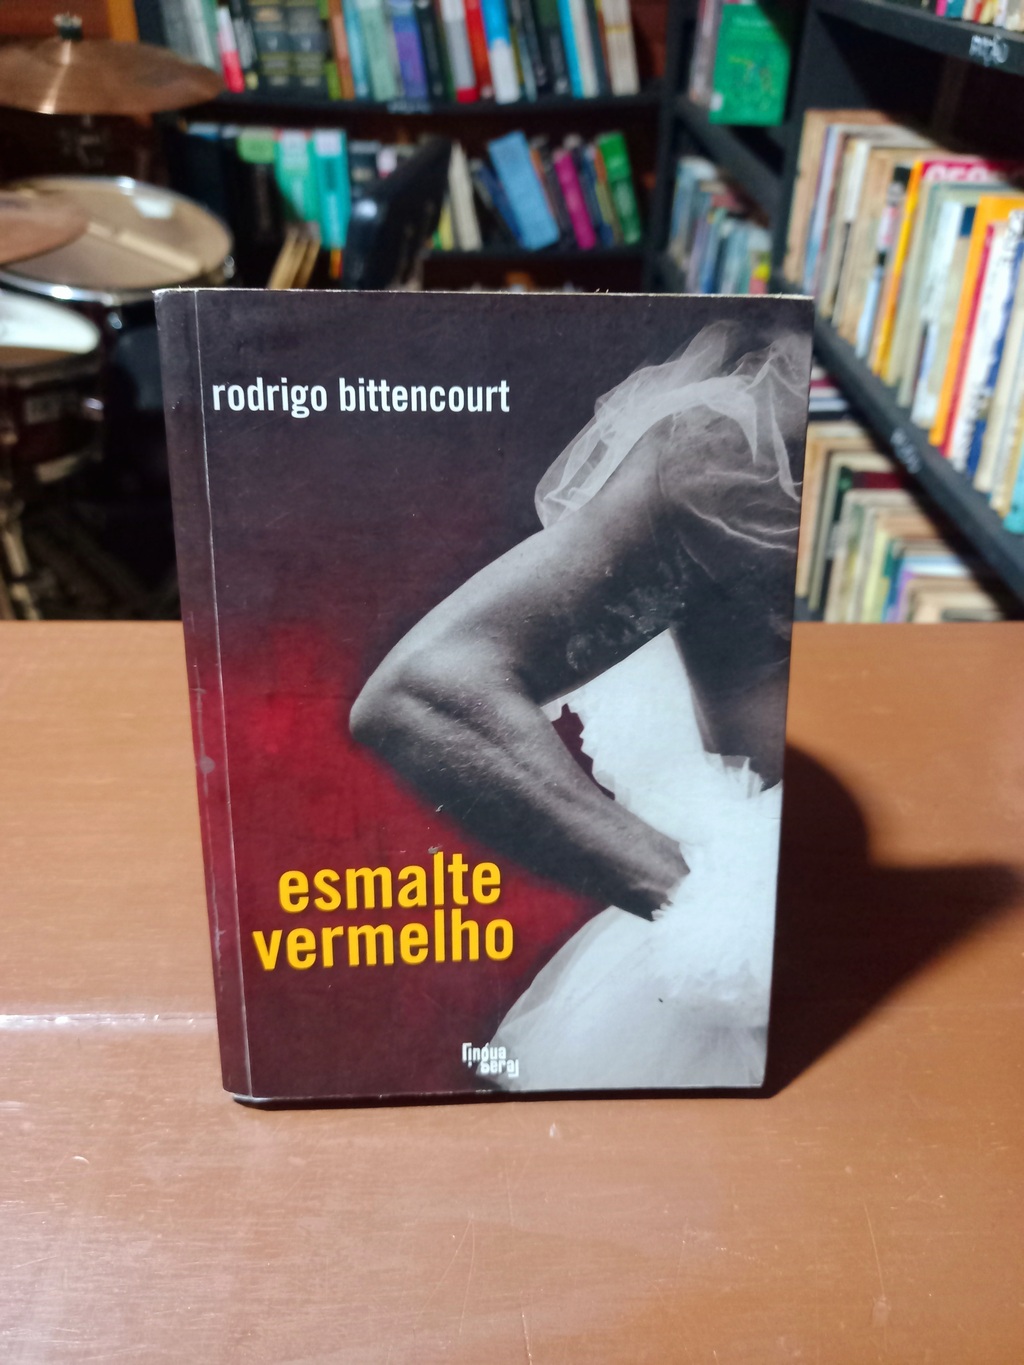 rodrigo bittencourt
esmalte
vermelho
língua
geral